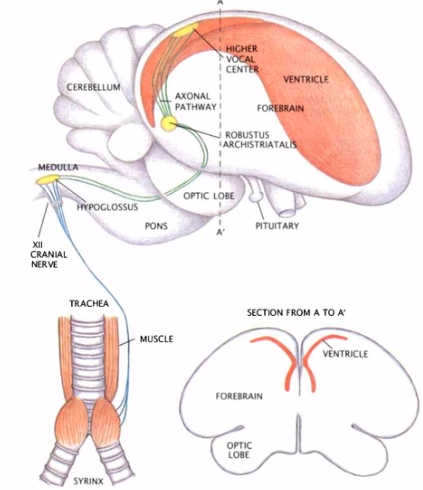 A
HIGHER
VOCAL
CENTER
VENTRICLE
CEREBELLUM
AXONAL
PATHWAY
FOREBRAIN
ROBUSTUS
ARCHISTRIATALIS
MEDULLA
HYPOGLOSSUS
OPTIC LOBE
PONS
PITUITARY
A'
XII
CRANIAL
NERVE
TRACHEA
MUSCLE
SYRINX
SECTION FROM A TO A'
VENTRICLE
FOREBRAIN
OPTIC
LOBE